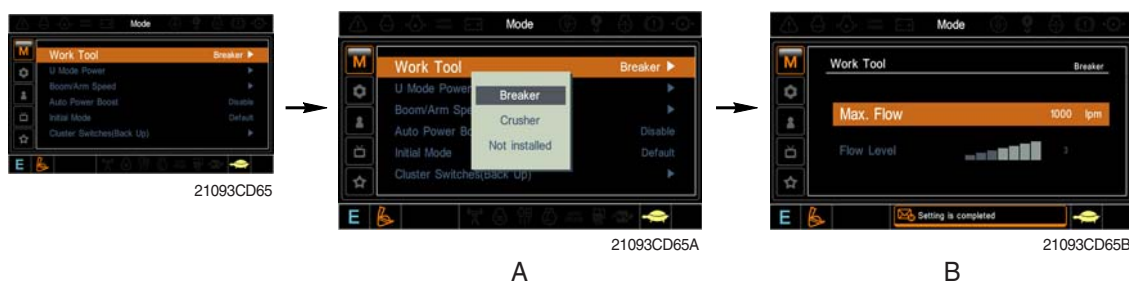 Mode
M
Work Tool Breaker ▶
U Mode Power ▶
Boom/Arm Speed ▶
Auto Power Boost Disable
Initial Mode Default
Cluster Switches(Back Up) ▶
E
21093CD65
Mode
M
Work Tool Breaker ▶
U Mode Power ▶
Boom/Arm Spe ▶
Auto Power Bo Disable
Initial Mode Default
Cluster Switches(Back Up) ▶
Breaker
Crusher
Not installed
E
21093CD65A
A
Mode
M
Work Tool Breaker
Max. Flow 1000 lpm
Flow Level 3
E
Setting is completed
21093CD65B
B